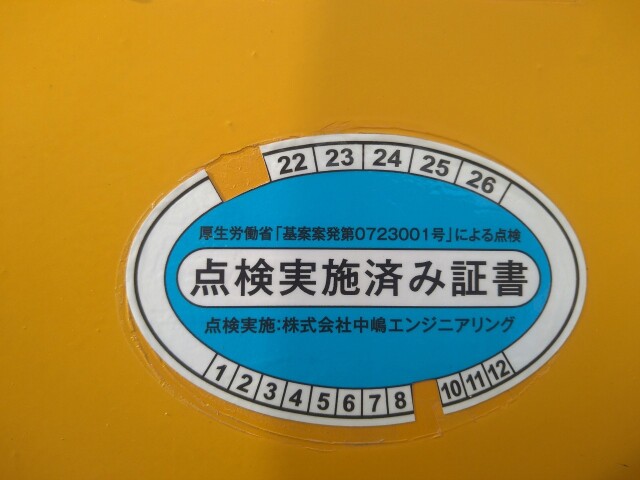 22 23 24 25 26
厚生労働省「基案案発第0723001号」による点検
点検実施済み証書
点検実施:株式会社中嶋エンジニアリング
1 2 3 4 5 6 7 8 10 11 12